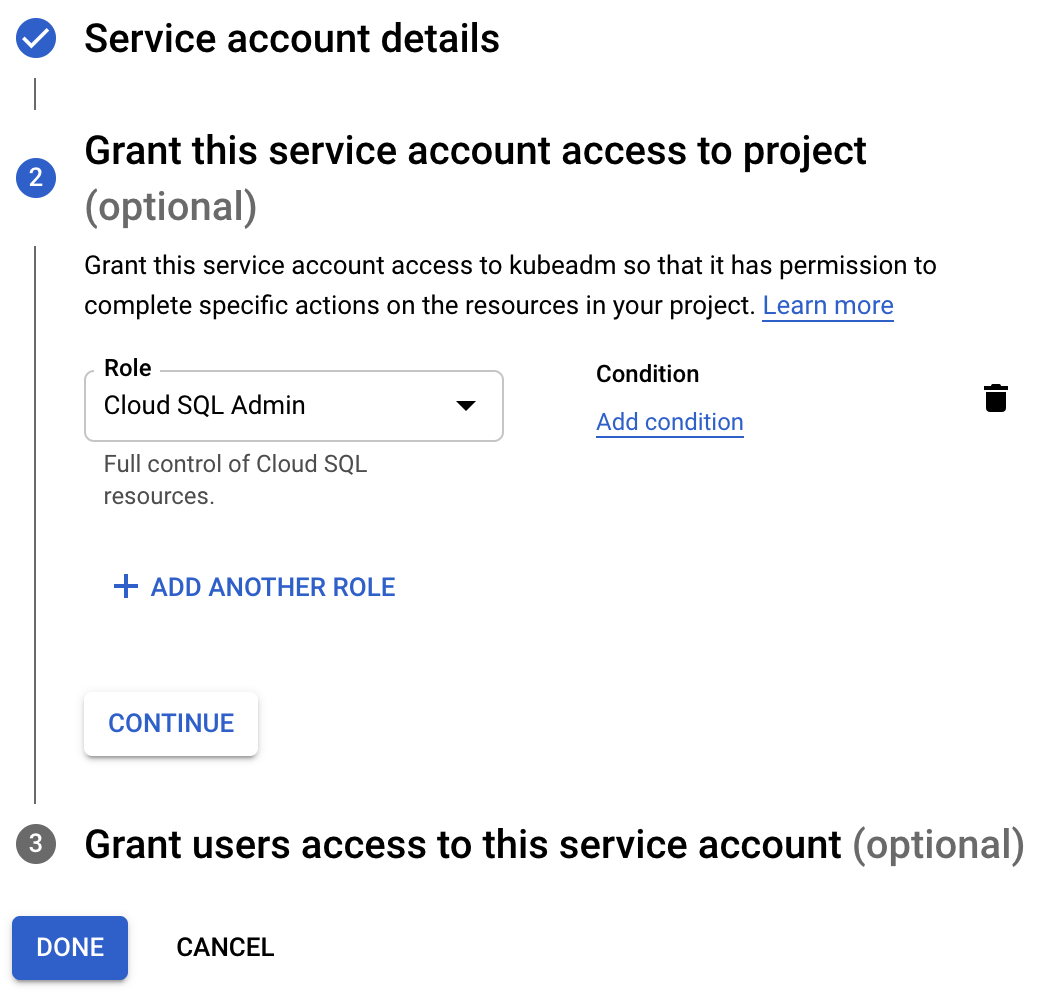 Service account details
2
Grant this service account access to project
(optional)
Grant this service account access to kubeadm so that it has permission to
complete specific actions on the resources in your project. Learn more
Role
Cloud SQL Admin
Full control of Cloud SQL
resources.
Condition
Add condition
ADD ANOTHER ROLE
CONTINUE
3
Grant users access to this service account (optional)
DONE
CANCEL